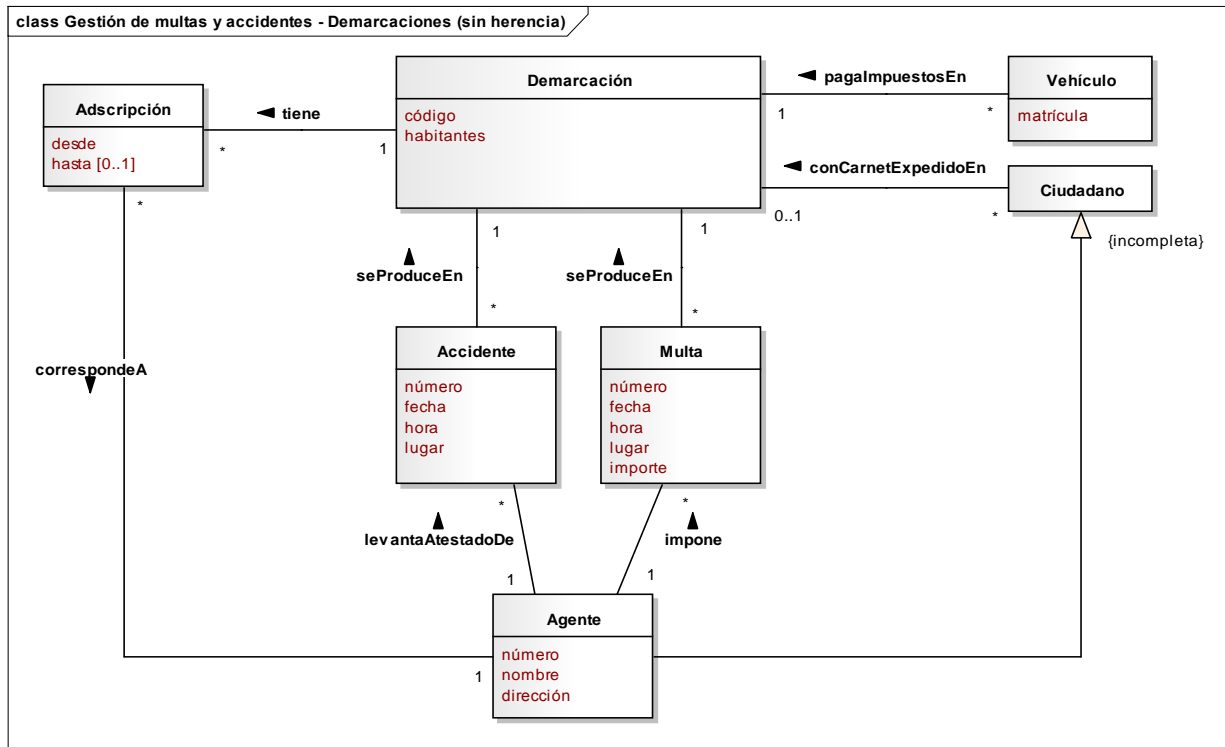 class Gestión de multas y accidentes - Demarcaciones (sin herencia)
Adscripción
desde
hasta [0..1]
tiene
*
1
Demarcación
código
habitantes
pagaImpuestosEn
1
*
Vehículo
matrícula
conCarnetExpedidoEn
0..1
*
Ciudadano
{incompleta}
*
1
1
seProduceEn
seProduceEn
*
*
correspondeA
Accidente
número
fecha
hora
lugar
Multa
número
fecha
hora
lugar
importe
*
*
levantaAtestadoDe
impone
1
1
Agente
número
nombre
dirección
1